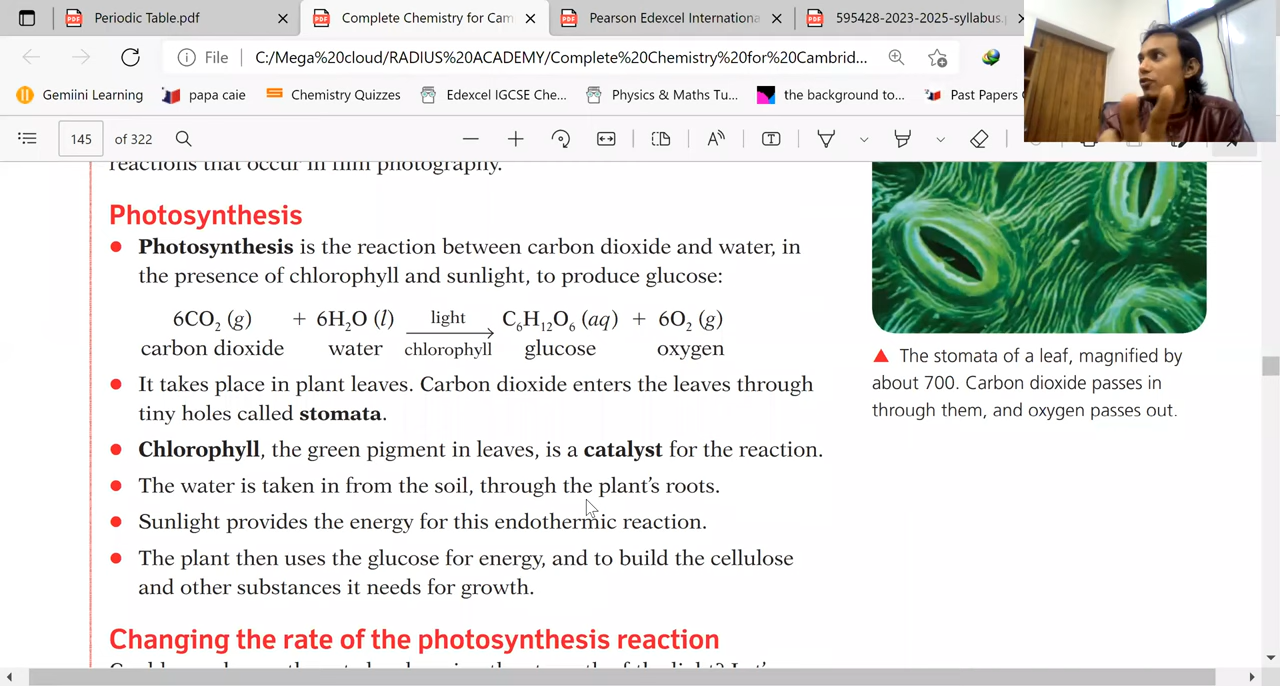 Periodic Table.pdf
Complete Chemistry for Cam
Pearson Edexcel Internationa
595428-2023-2025-syllabus.
File
C:/Mega%20cloud/RADIUS%20ACADEMY/Complete%20Chemistry%20for%20Cambrid...
Gemiini Learning
papa caie
Chemistry Quizzes
Edexcel IGCSE Che...
Physics & Maths Tu...
the background to...
Past Papers
145 of 322
reactions that occur in film photography.
Photosynthesis
• Photosynthesis is the reaction between carbon dioxide and water, in
the presence of chlorophyll and sunlight, to produce glucose:
6CO₂ (g) + 6H₂O (l) light C₆H₁₂O₆ (aq) + 6O₂ (g)
carbon dioxide water chlorophyll glucose oxygen
• It takes place in plant leaves. Carbon dioxide enters the leaves through
tiny holes called stomata.
• Chlorophyll, the green pigment in leaves, is a catalyst for the reaction.
• The water is taken in from the soil, through the plant's roots.
• Sunlight provides the energy for this endothermic reaction.
• The plant then uses the glucose for energy, and to build the cellulose
and other substances it needs for growth.
Changing the rate of the photosynthesis reaction
▲ The stomata of a leaf, magnified by
about 700. Carbon dioxide passes in
through them, and oxygen passes out.